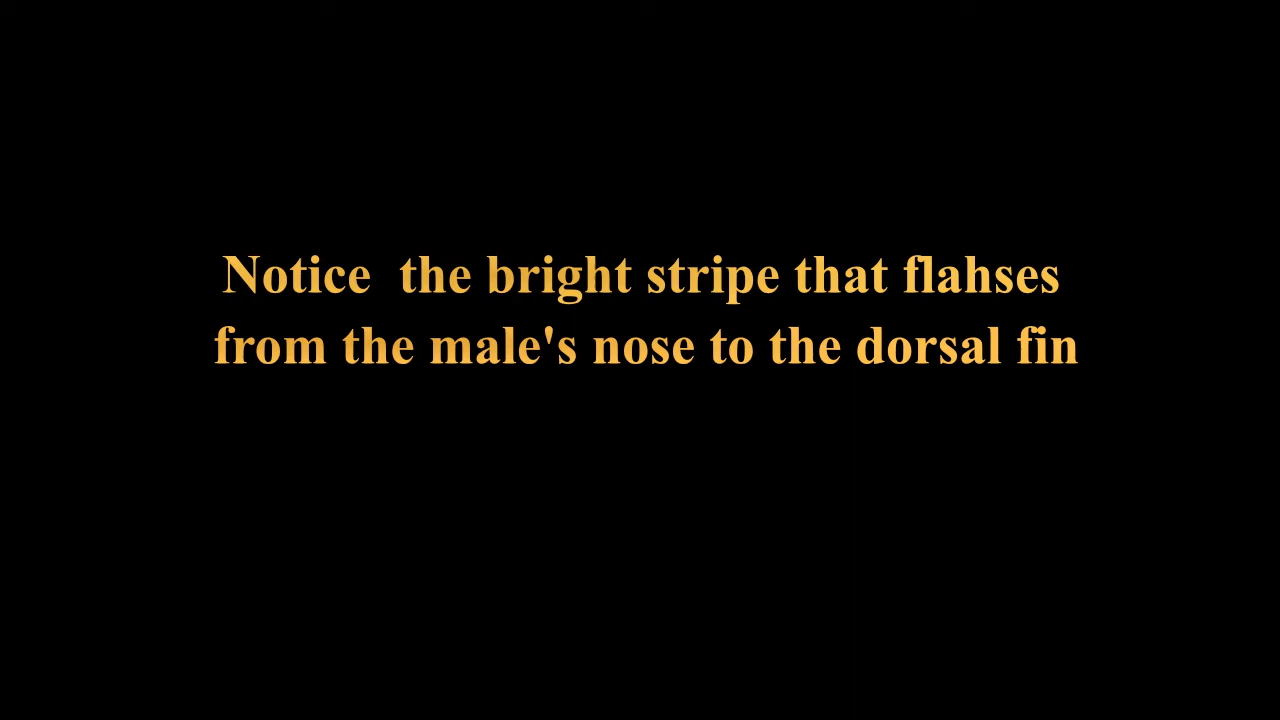 Notice  the bright stripe that flahses
from the male's nose to the dorsal fin